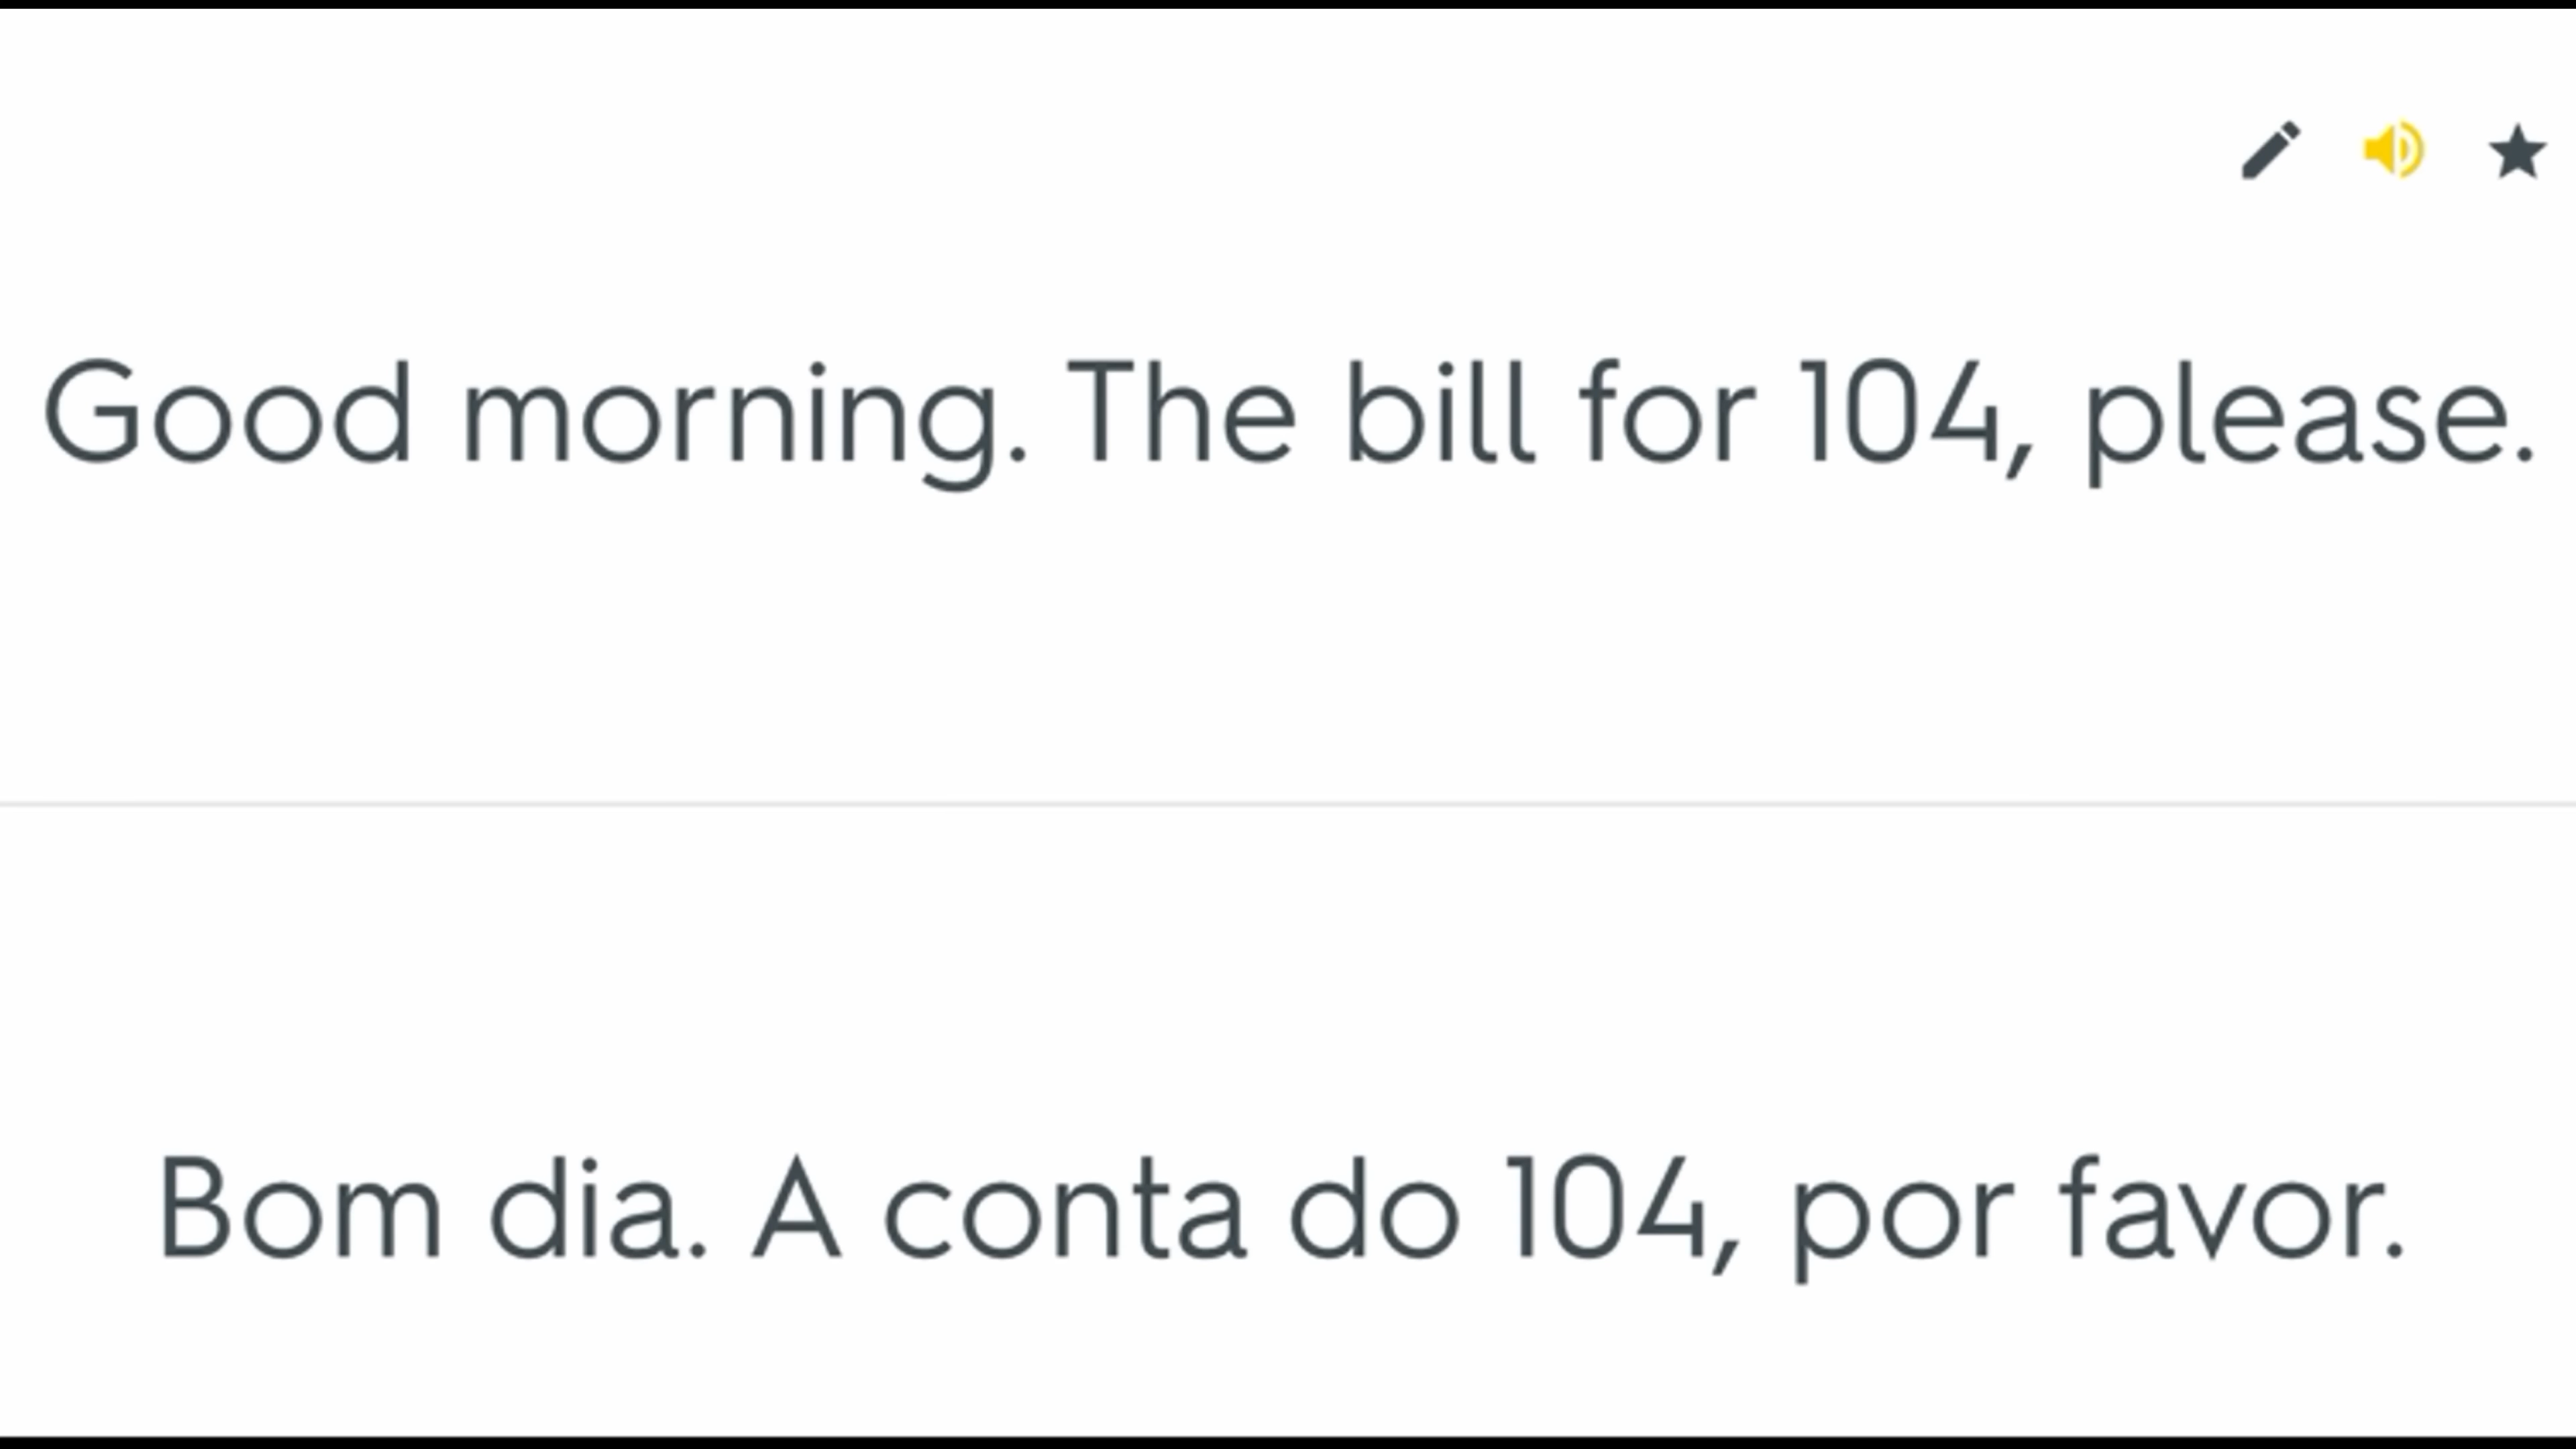 Good morning. The bill for 104, please.
Bom dia. A conta do 104, por favor.